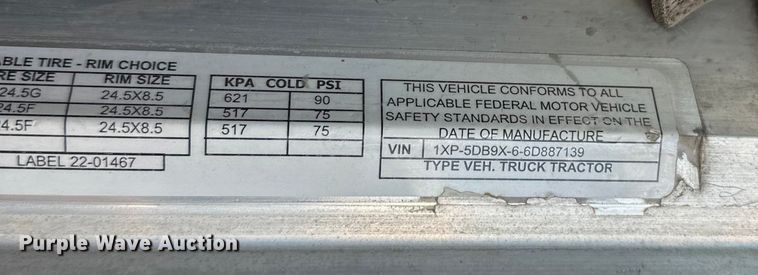 ABLE TIRE - RIM CHOICE
RE SIZE RIM SIZE
24.5G 24.5X8.5
24.5F 24.5X8.5
4.5F 24.5X8.5
LABEL 22-01467
KPA COLD PSI
621 90
517 75
517 75
THIS VEHICLE CONFORMS TO ALL
APPLICABLE FEDERAL MOTOR VEHICLE
SAFETY STANDARDS IN EFFECT ON THE
DATE OF MANUFACTURE
VIN 1XP-5DB9X-6-6D887139
TYPE VEH. TRUCK TRACTOR
Purple Wave Auction